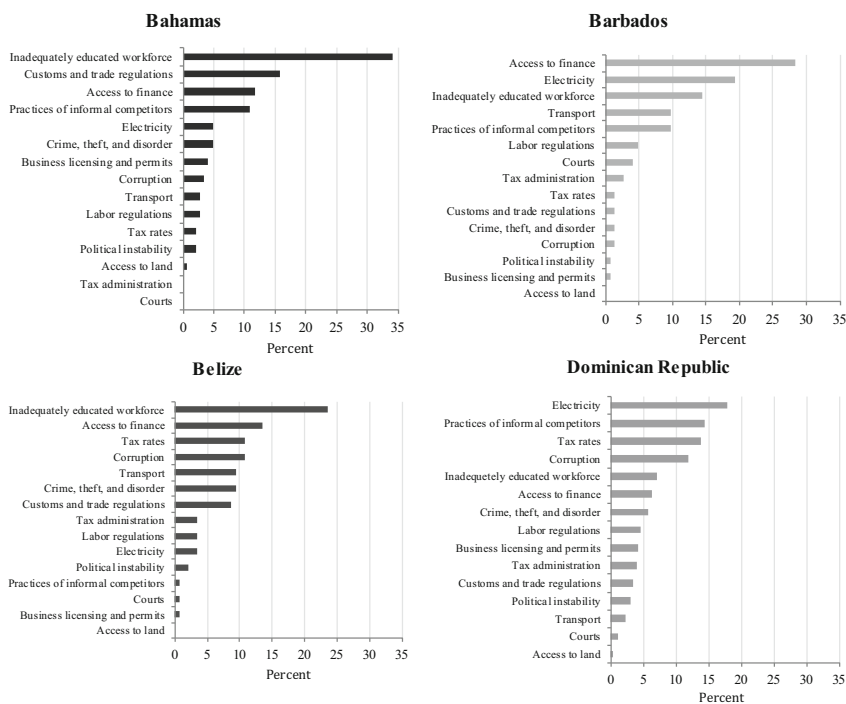 Bahamas
Inadequately educated workforce
Customs and trade regulations
Access to finance
Practices of informal competitors
Electricity
Crime, theft, and disorder
Business licensing and permits
Corruption
Transport
Labor regulations
Tax rates
Political instability
Access to land
Tax administration
Courts
0 5 10 15 20 25 30 35
Percent
Barbados
Access to finance
Electricity
Inadequately educated workforce
Transport
Practices of informal competitors
Labor regulations
Courts
Tax administration
Tax rates
Customs and trade regulations
Crime, theft, and disorder
Corruption
Political instability
Business licensing and permits
Access to land
0 5 10 15 20 25 30 35
Percent
Belize
Inadequately educated workforce
Access to finance
Tax rates
Corruption
Transport
Crime, theft, and disorder
Customs and trade regulations
Tax administration
Labor regulations
Electricity
Political instability
Practices of informal competitors
Courts
Business licensing and permits
Access to land
0 5 10 15 20 25 30 35
Percent
Dominican Republic
Electricity
Practices of informal competitors
Tax rates
Corruption
Inadequetely educated workforce
Access to finance
Crime, theft, and disorder
Labor regulations
Business licensing and permits
Tax administration
Customs and trade regulations
Political instability
Transport
Courts
Access to land
0 5 10 15 20 25 30 35
Percent